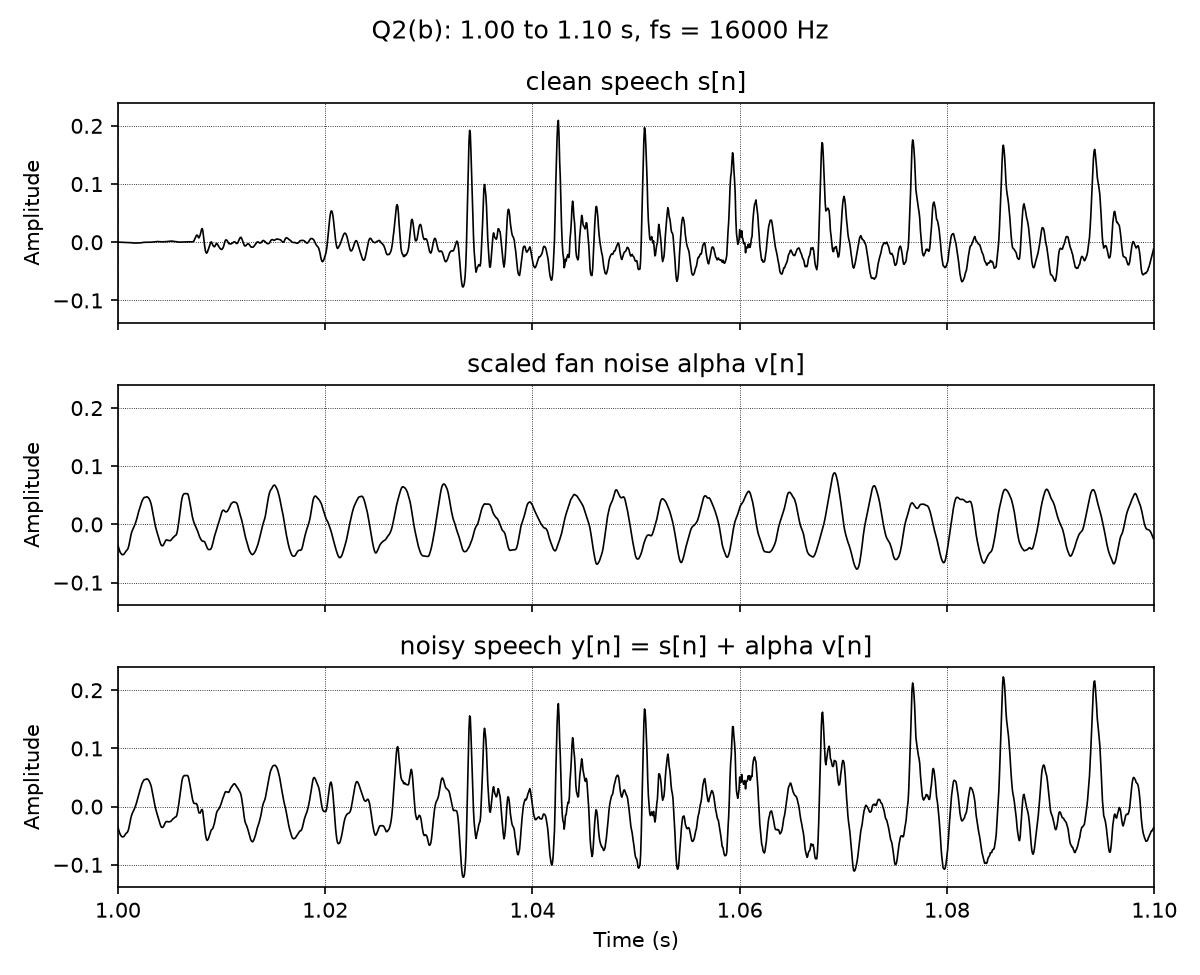 Q2(b): 1.00 to 1.10 s, fs = 16000 Hz
clean speech s[n]
Amplitude
0.2
0.1
0.0
−0.1
scaled fan noise alpha v[n]
Amplitude
0.2
0.1
0.0
−0.1
noisy speech y[n] = s[n] + alpha v[n]
Amplitude
0.2
0.1
0.0
−0.1
1.00 1.02 1.04 1.06 1.08 1.10
Time (s)